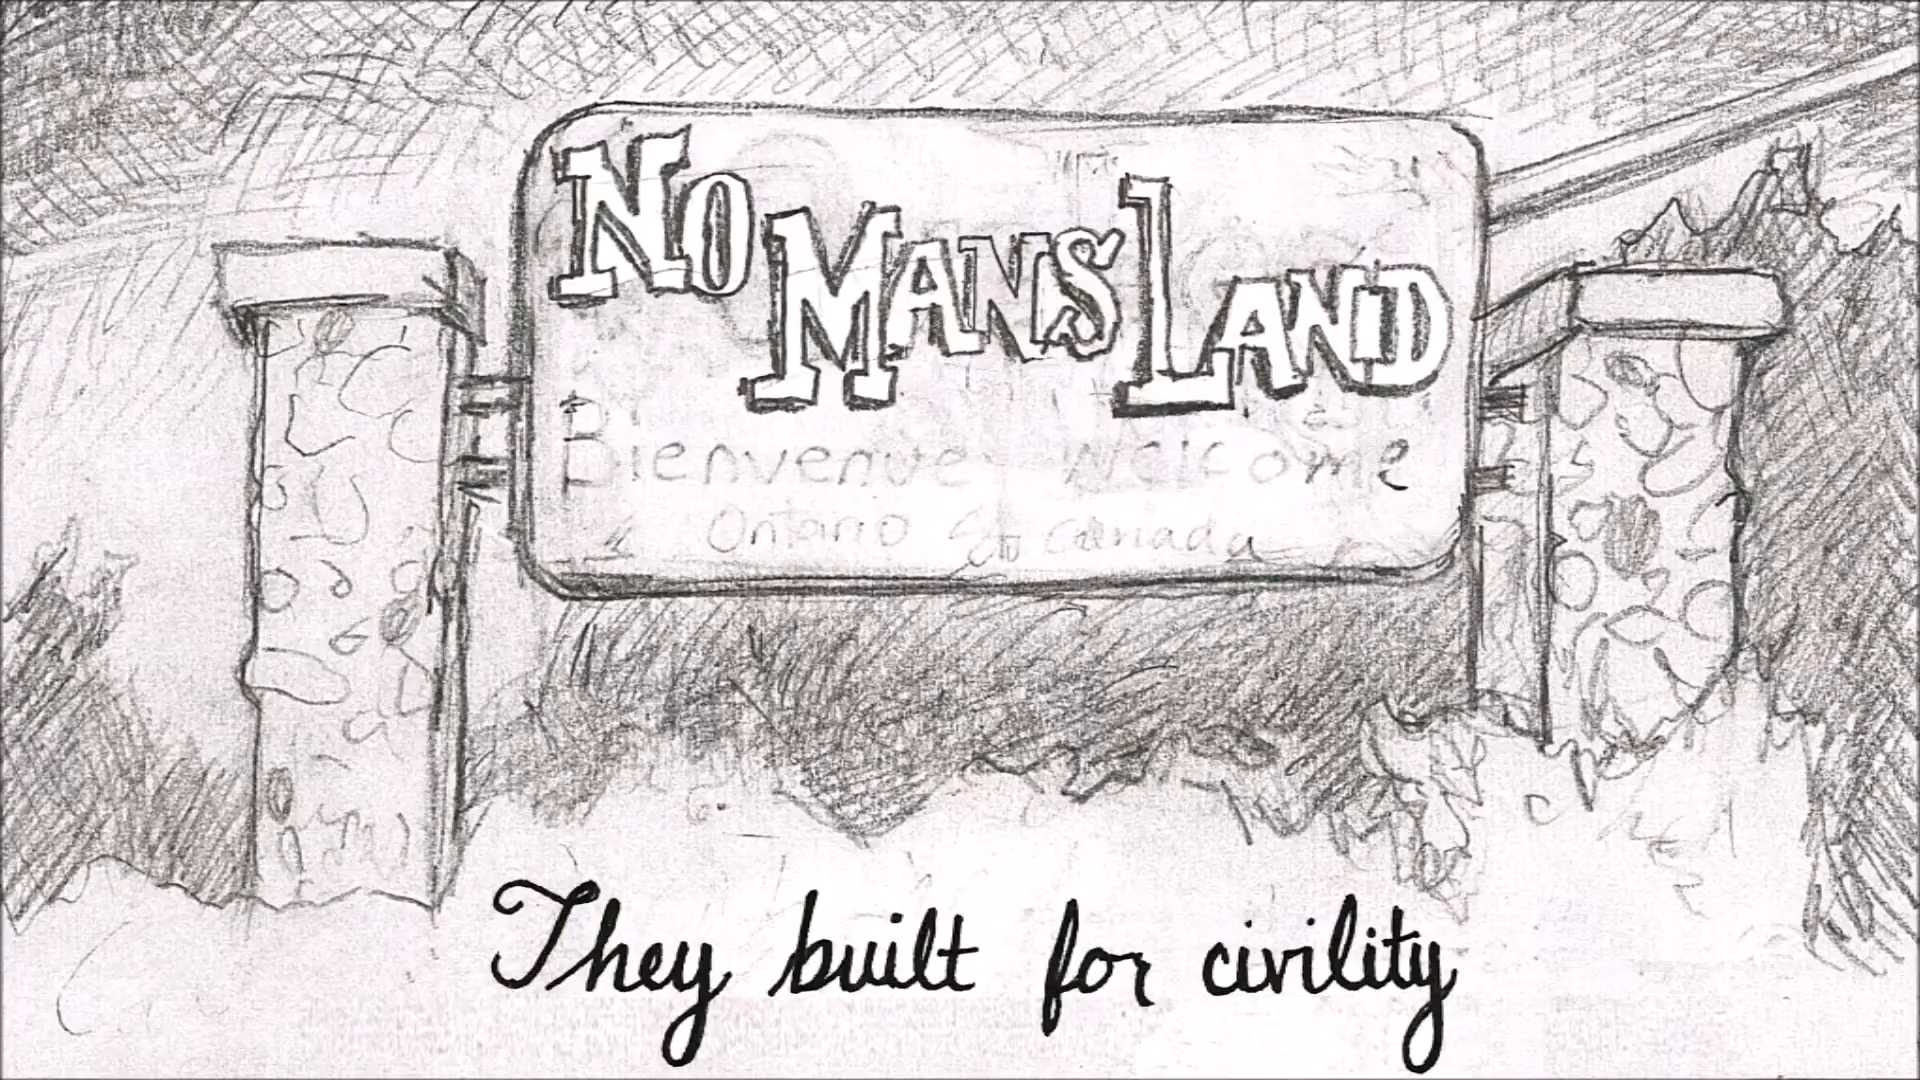 No Mans Land
Bienvenue Welcome
Ontario Canada
They built for civility